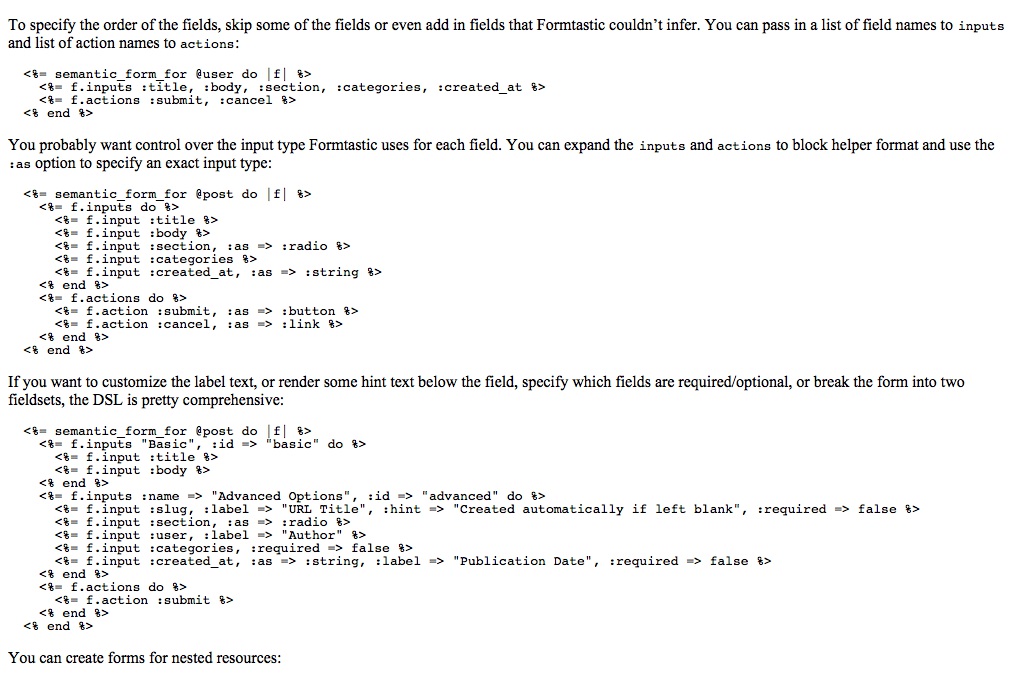 To specify the order of the fields, skip some of the fields or even add in fields that Formtastic couldn’t infer. You can pass in a list of field names to inputs
and list of action names to actions:
<%= semantic_form_for @user do |f| %>
<%= f.inputs :title, :body, :section, :categories, :created_at %>
<%= f.actions :submit, :cancel %>
<% end %>
You probably want control over the input type Formtastic uses for each field. You can expand the inputs and actions to block helper format and use the
:as option to specify an exact input type:
<%= semantic_form_for @post do |f| %>
<%= f.inputs do %>
<%= f.input :title %>
<%= f.input :body %>
<%= f.input :section, :as => :radio %>
<%= f.input :categories %>
<%= f.input :created_at, :as => :string %>
<% end %>
<%= f.actions do %>
<%= f.action :submit, :as => :button %>
<%= f.action :cancel, :as => :link %>
<% end %>
<% end %>
If you want to customize the label text, or render some hint text below the field, specify which fields are required/optional, or break the form into two
fieldsets, the DSL is pretty comprehensive:
<%= semantic_form_for @post do |f| %>
<%= f.inputs "Basic", :id => "basic" do %>
<%= f.input :title %>
<%= f.input :body %>
<% end %>
<%= f.inputs :name => "Advanced Options", :id => "advanced" do %>
<%= f.input :slug, :label => "URL Title", :hint => "Created automatically if left blank", :required => false %>
<%= f.input :section, :as => :radio %>
<%= f.input :user, :label => "Author" %>
<%= f.input :categories, :required => false %>
<%= f.input :created_at, :as => :string, :label => "Publication Date", :required => false %>
<% end %>
<%= f.actions do %>
<%= f.action :submit %>
<% end %>
<% end %>
You can create forms for nested resources: